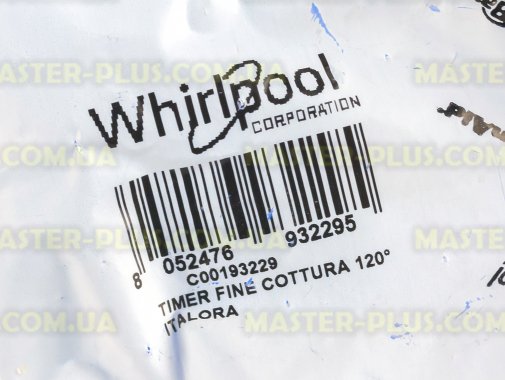 MASTER-PLUS.COM.UA
Whirlpool
CORPORATION
8 052476 932295
C00193229
TIMER FINE COTTURA 120°
ITALORA